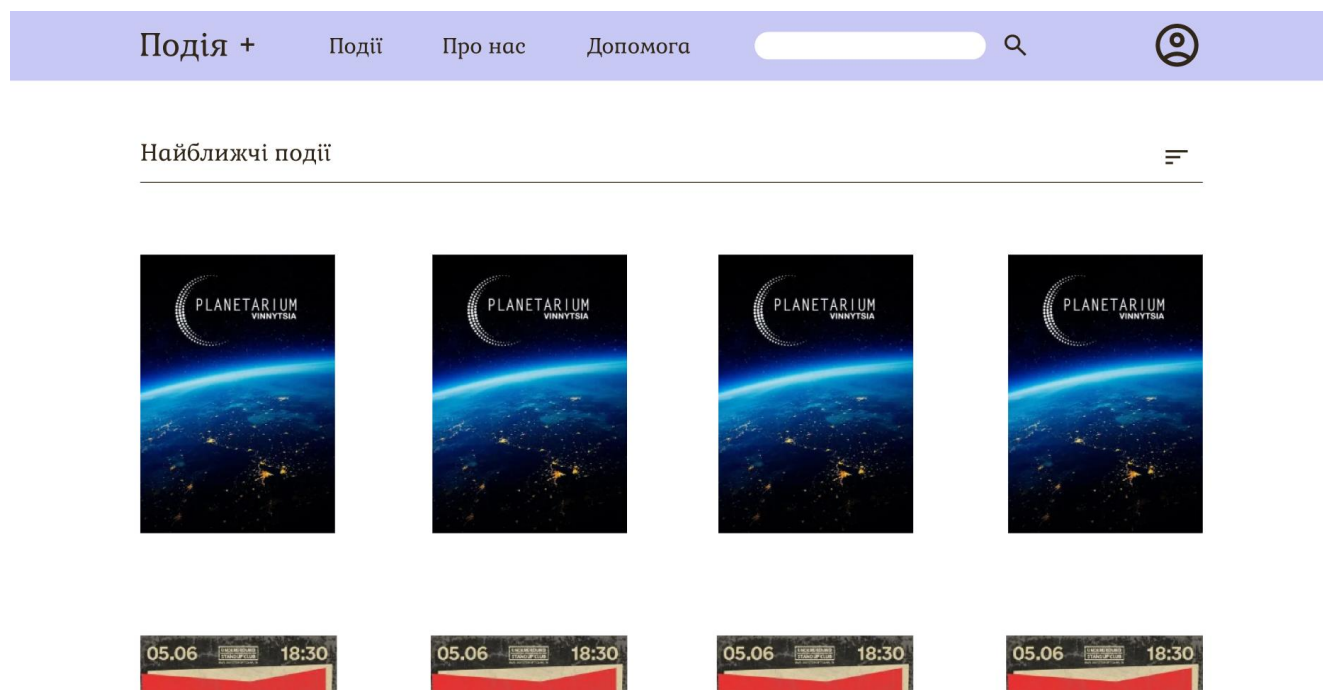 Подія +
Події
Про нас
Допомога
Найближчі події
PLANETARIUM
VINNYTSIA
PLANETARIUM
VINNYTSIA
PLANETARIUM
VINNYTSIA
PLANETARIUM
VINNYTSIA
05.06
18:30
05.06
18:30
05.06
18:30
05.06
18:30